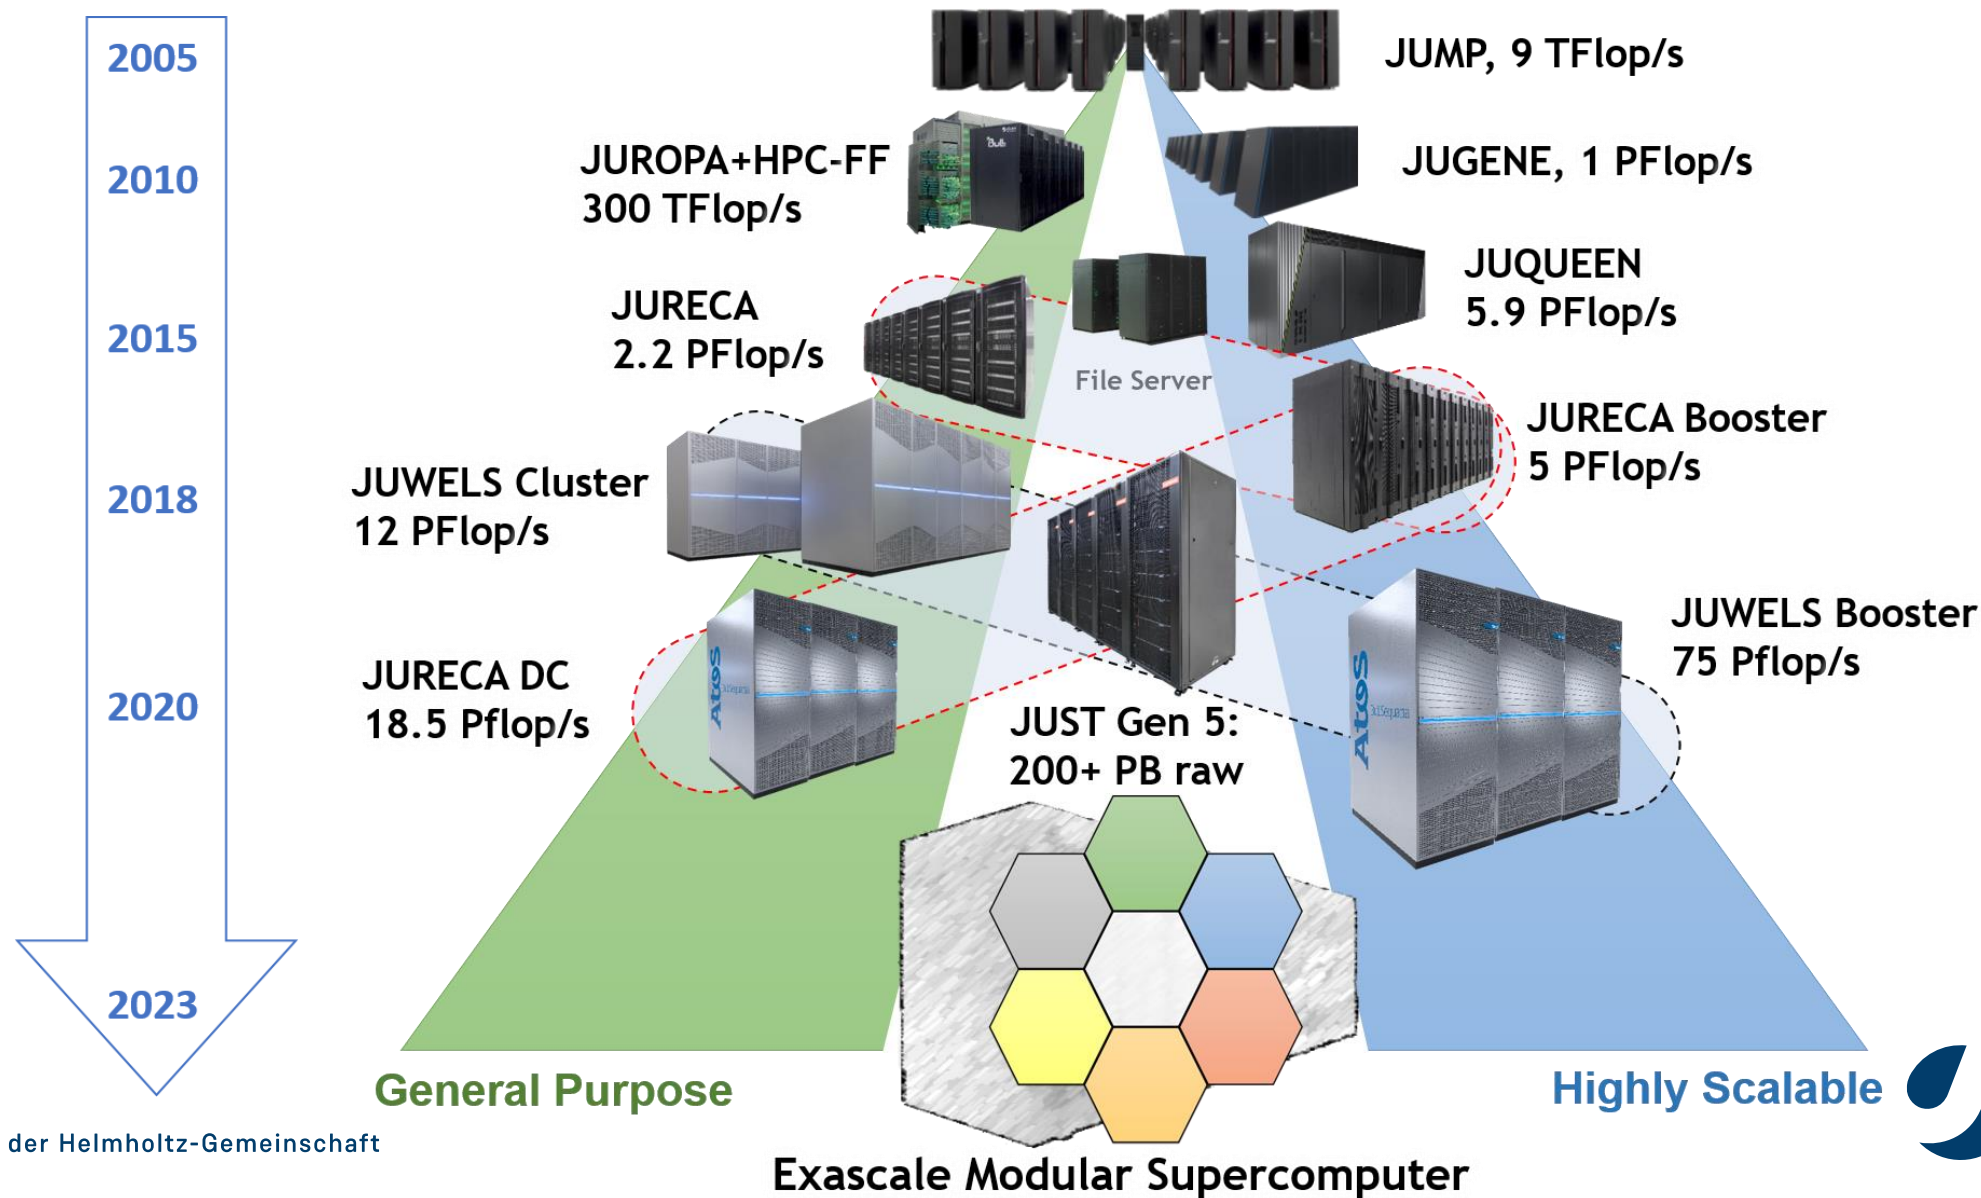 2005
JUMP, 9 TFlop/s
JUROPA+HPC-FF
300 TFlop/s
Bull
2010
JUGENE, 1 PFlop/s
JUQUEEN
5.9 PFlop/s
JURECA
2.2 PFlop/s
2015
File Server
JURECA Booster
5 PFlop/s
JUWELS Cluster
12 PFlop/s
2018
JUWELS Booster
75 Pflop/s
JURECA DC
18.5 Pflop/s
2020
Atos
Atos
JUST Gen 5:
200+ PB raw
2023
General Purpose
Highly Scalable
der Helmholtz-Gemeinschaft
Exascale Modular Supercomputer